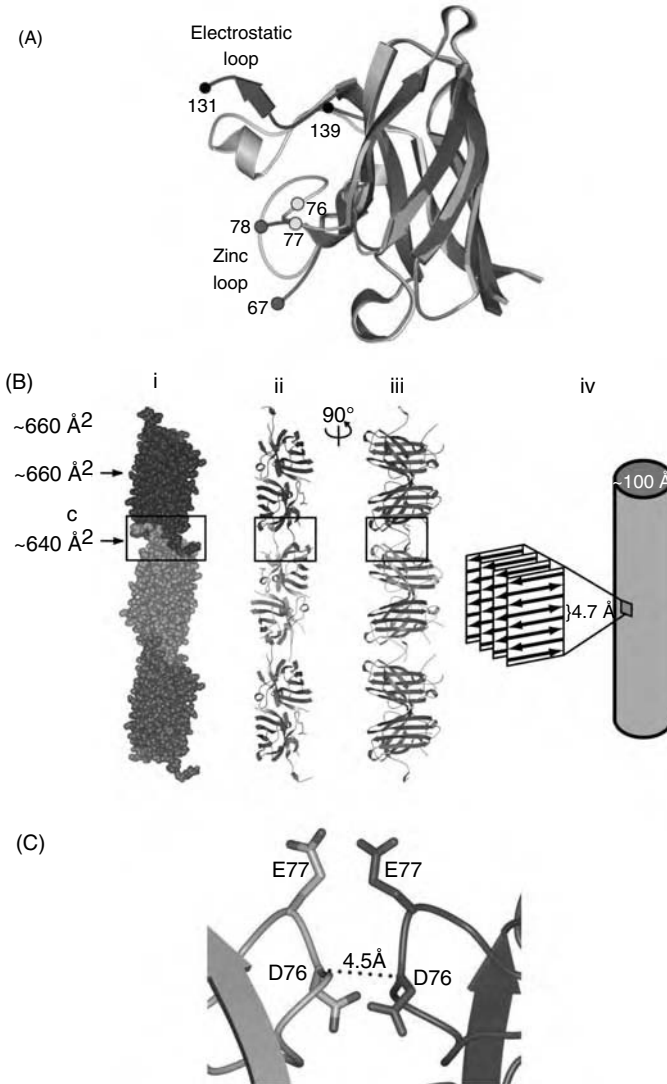 (A)
Electrostatic
loop
131
139
76
78
77
Zinc
loop
67
(B)
i
ii
iii
iv
90°
~660 Å2
~660 Å2
c
~640 Å2
~100 Å
}4.7 Å
(C)
E77
E77
4.5Å
D76
D76